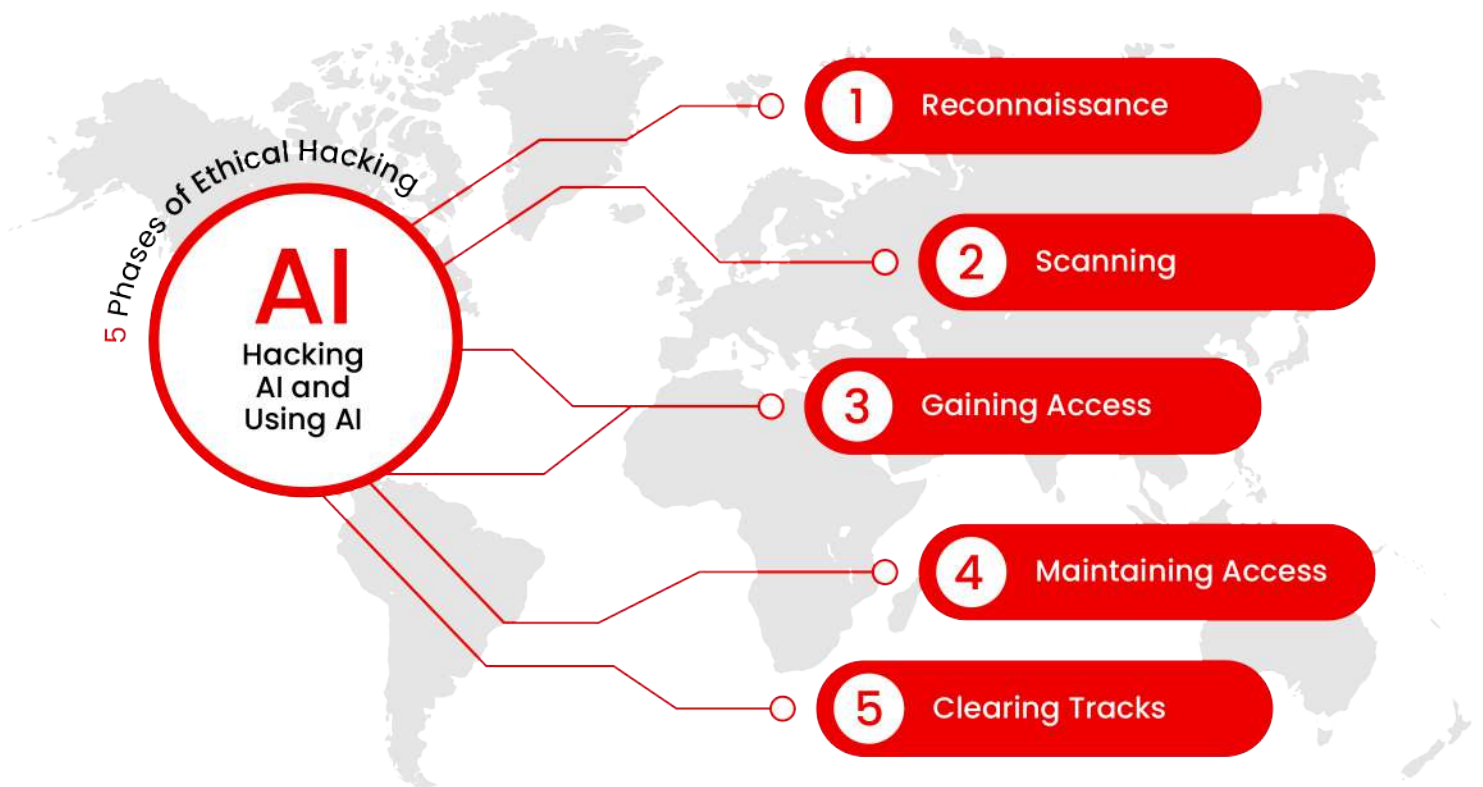 5 Phases of Ethical Hacking
AI
Hacking
AI and
Using AI
1 Reconnaissance
2 Scanning
3 Gaining Access
4 Maintaining Access
5 Clearing Tracks